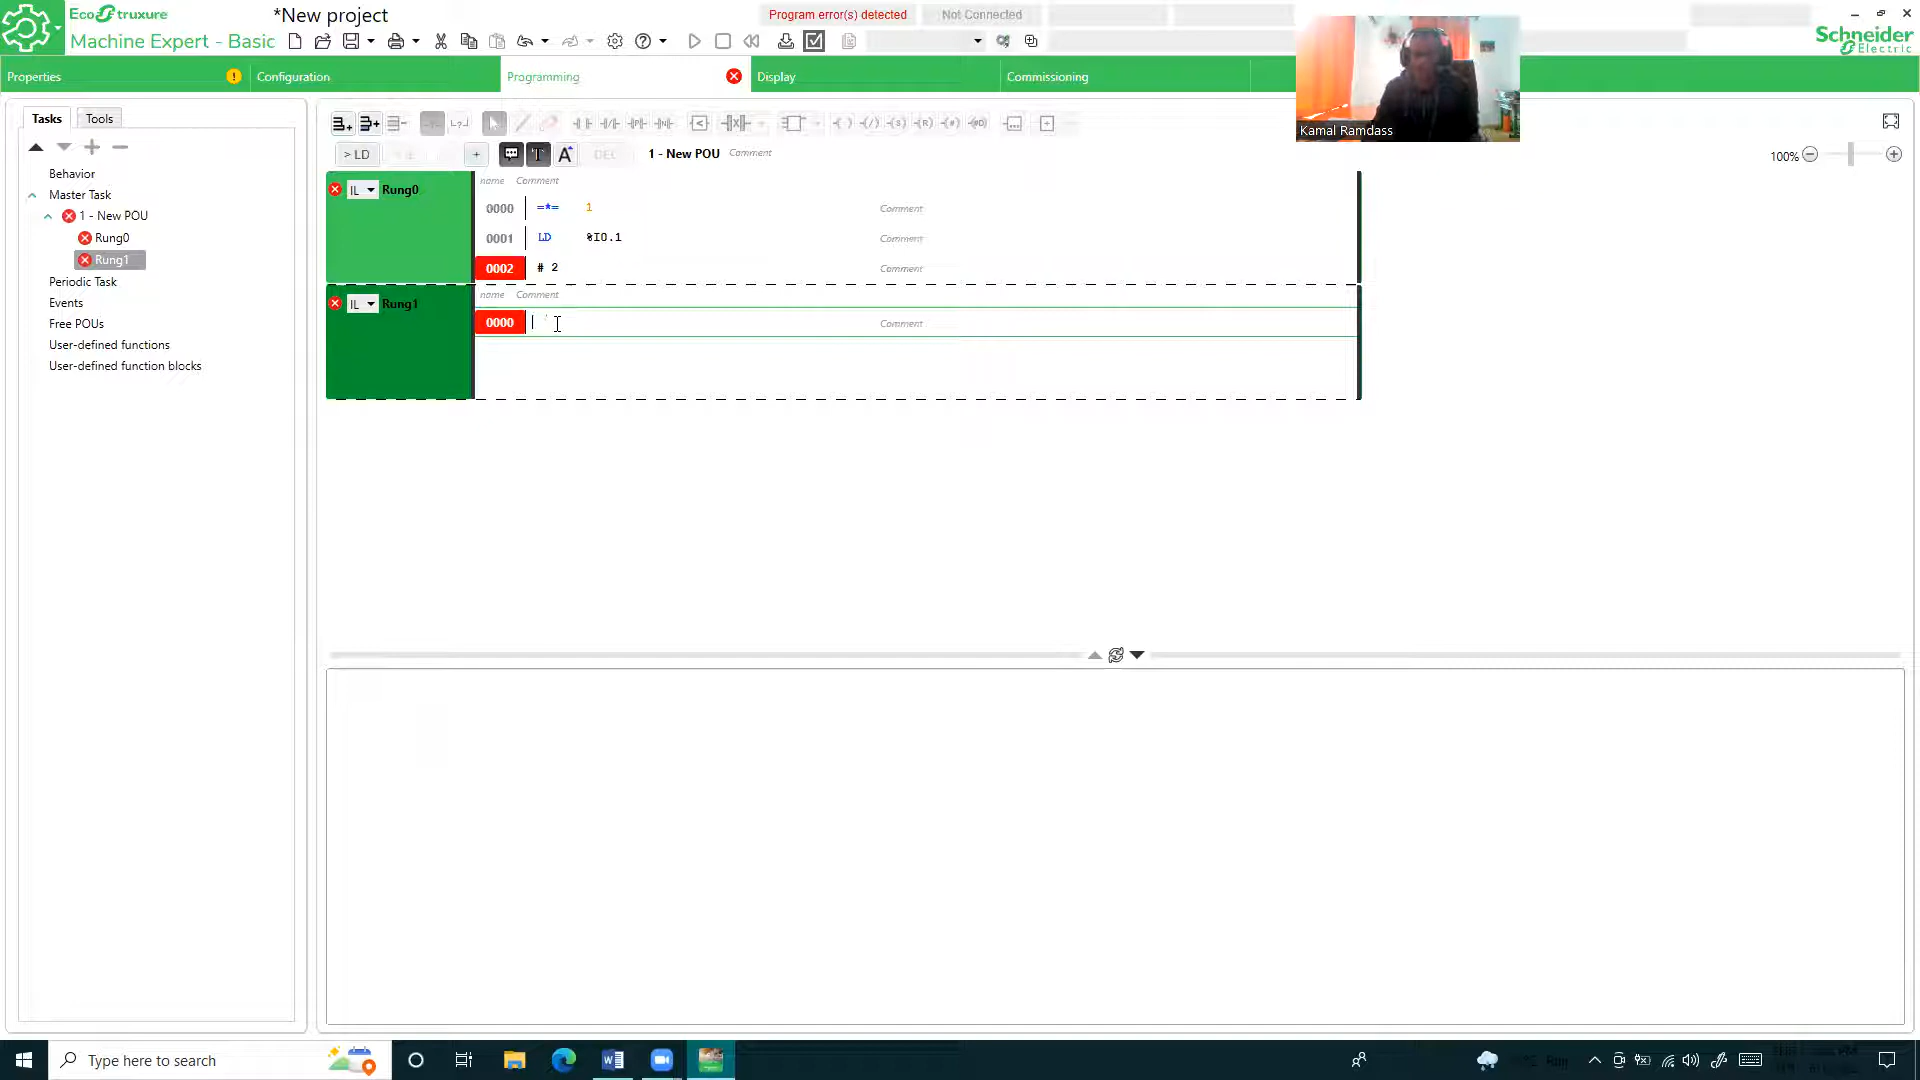 EcoStruxure
Machine Expert - Basic
*New project
Program error(s) detected
Not Connected
Schneider
Electric
Properties
Configuration
Programming
Display
Commissioning
Kamal Ramdass
Tasks
Tools
Behavior
Master Task
1 - New POU
Rung0
Rung1
Periodic Task
Events
Free POUs
User-defined functions
User-defined function blocks
> LD
DEC
1 - New POU
Comment
100%
IL Rung0
name Comment
0000 =*= 1 Comment
0001 LD %I0.1 Comment
0002 # 2 Comment
IL Rung1
name Comment
0000 Comment
Type here to search